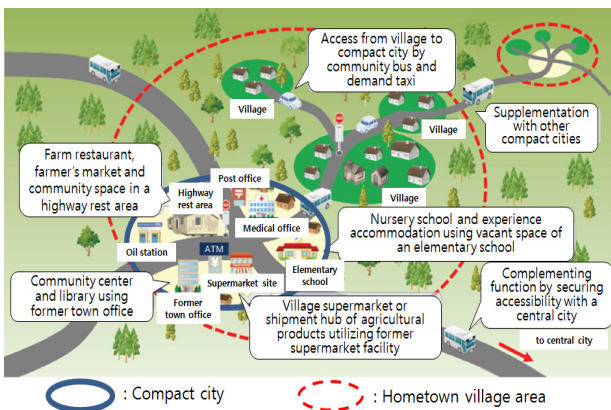 Access from village to
compact city by
community bus and
demand taxi
Village
Village
Supplementation
with other
compact cities
Farm restaurant,
farmer's market and
community space in a
highway rest area
Post office
Highway
rest area
Village
Medical office
Nursery school and experience
accommodation using vacant space of
an elementary school
Oil station
ATM
Elementary
school
Supermarket site
Community center
and library using
former town office
Former
town office
Village supermarket or
shipment hub of agricultural
products utilizing former
supermarket facility
Complementing
function by securing
accessibility with a
central city
to central city
: Compact city
: Hometown village area